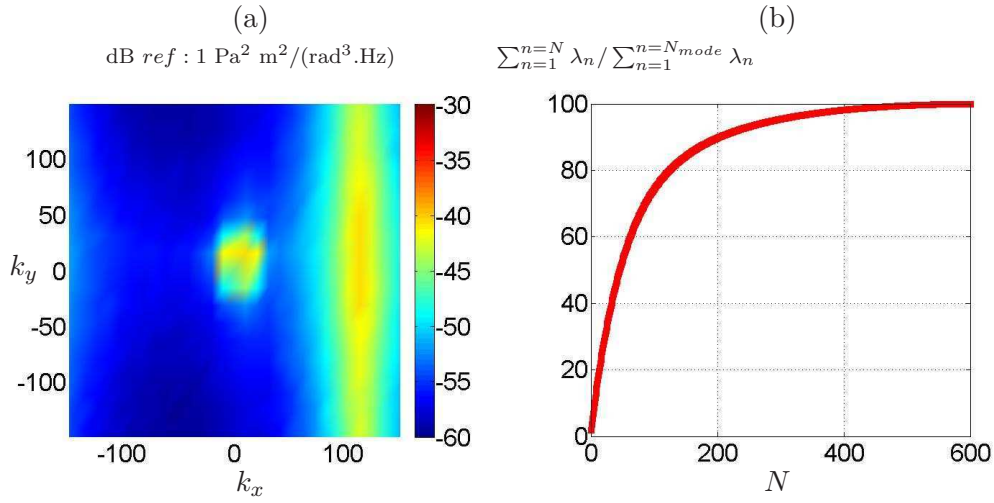 (a)
dB ref : 1 Pa² m²/(rad³.Hz)
100
50
0
-50
-100
k_y
-100 0 100
k_x
-30
-35
-40
-45
-50
-55
-60
(b)
∑_{n=1}^{n=N} λ_n / ∑_{n=1}^{n=N_{mode}} λ_n
100
80
60
40
20
0
0 200 400 600
N